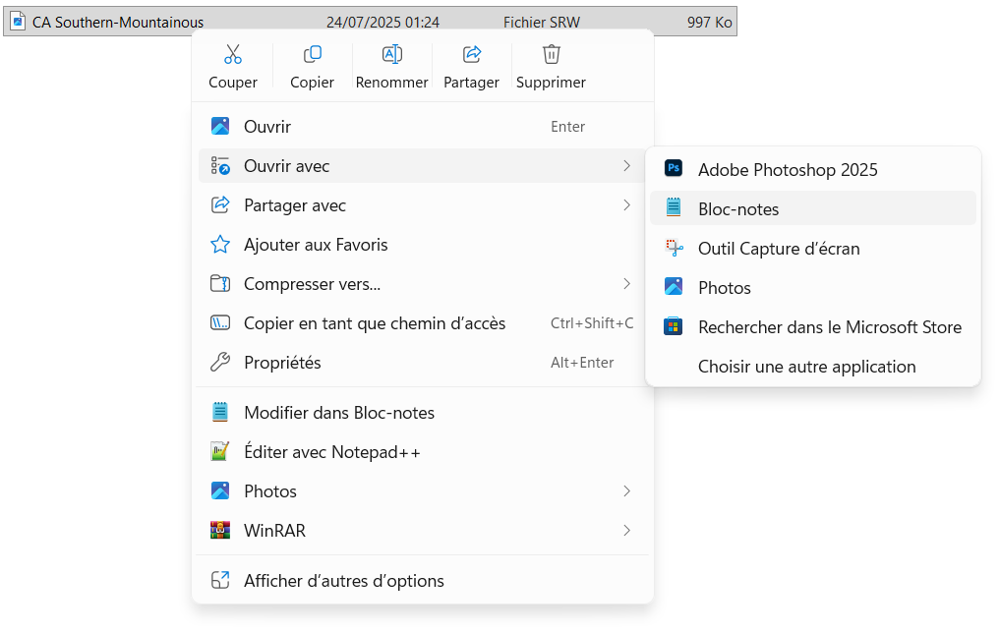 CA Southern-Mountainous 24/07/2025 01:24 Fichier SRW 997 Ko
Couper Copier Renommer Partager Supprimer
Ouvrir Enter
Ouvrir avec
Partager avec
Ajouter aux Favoris
Compresser vers...
Copier en tant que chemin d’accès Ctrl+Shift+C
Propriétés Alt+Enter
Modifier dans Bloc-notes
Éditer avec Notepad++
Photos
WinRAR
Afficher d’autres d’options
Ps Adobe Photoshop 2025
Bloc-notes
Outil Capture d’écran
Photos
Rechercher dans le Microsoft Store
Choisir une autre application